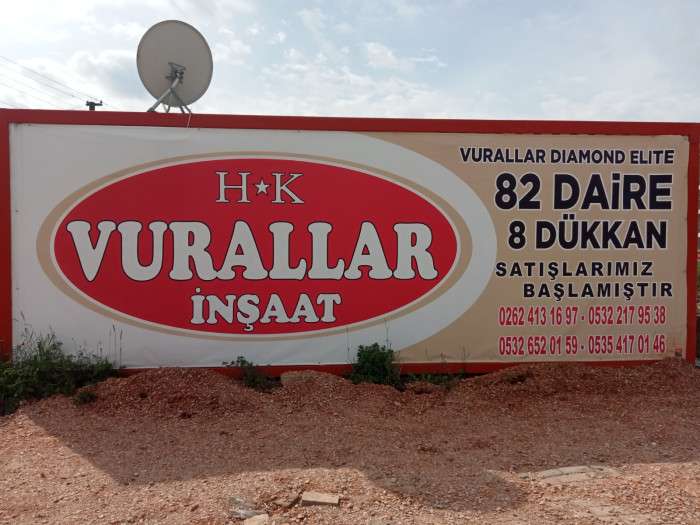 H★K
VURALLAR
İNŞAAT
VURALLAR DIAMOND ELITE
82 DAİRE
8 DÜKKAN
SATIŞLARIMIZ
BAŞLAMIŞTIR
0262 413 16 97 - 0532 217 95 38
0532 652 01 59 - 0535 417 01 46